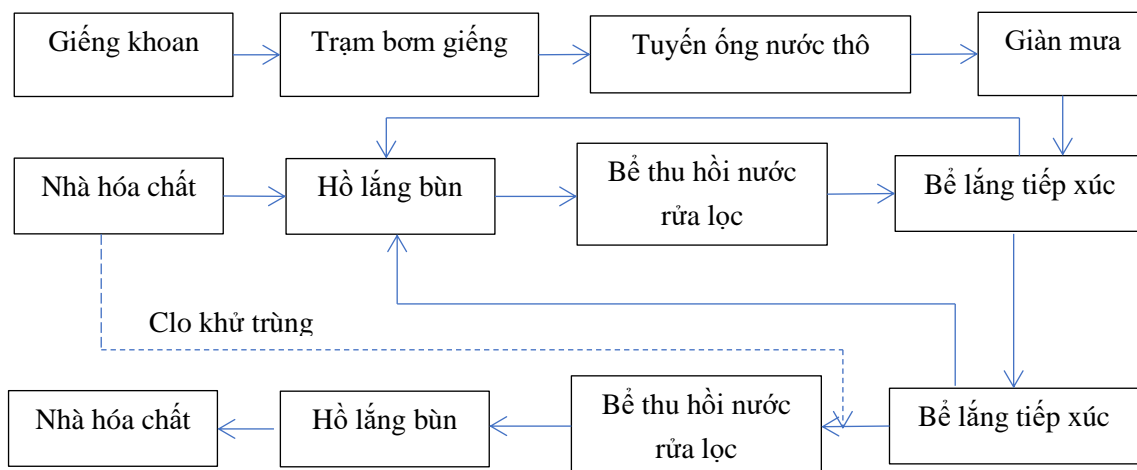 Giếng khoan
Trạm bơm giếng
Tuyến ống nước thô
Giàn mưa
Nhà hóa chất
Hồ lắng bùn
Bể thu hồi nước
rửa lọc
Bể lắng tiếp xúc
Clo khử trùng
Nhà hóa chất
Hồ lắng bùn
Bể thu hồi nước
rửa lọc
Bể lắng tiếp xúc